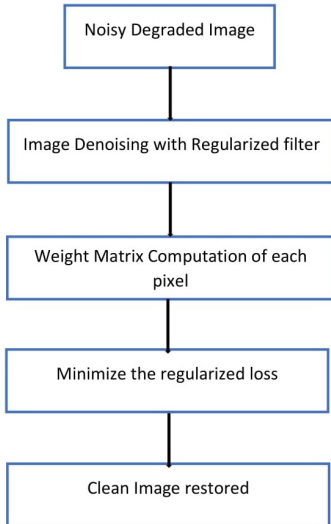 Noisy Degraded Image
Image Denoising with Regularized filter
Weight Matrix Computation of each
pixel
Minimize the regularized loss
Clean Image restored